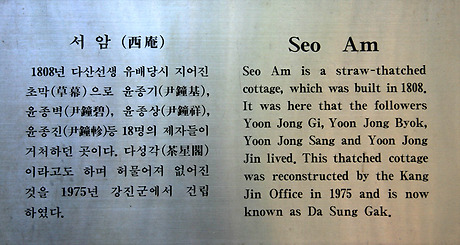 서 암 (西庵)
1808년 다산선생 유배당시 지어진
초막(草幕)으로 윤종기(尹鐘基),
윤종벽(尹鐘碧), 윤종상(尹鐘祥),
윤종진(尹鐘軫)등 18명의 제자들이
거처하던 곳이다. 다성각(茶星閣)
이라고도 하며 허물어져 없어진
것을 1975년 강진군에서 건립
하였다.
Seo Am
Seo Am is a straw-thatched
cottage, which was built in 1808.
It was here that the followers
Yoon Jong Gi, Yoon Jong Byok,
Yoon Jong Sang and Yoon Jong
Jin lived. This thatched cottage
was reconstructed by the Kang
Jin Office in 1975 and is now
known as Da Sung Gak.